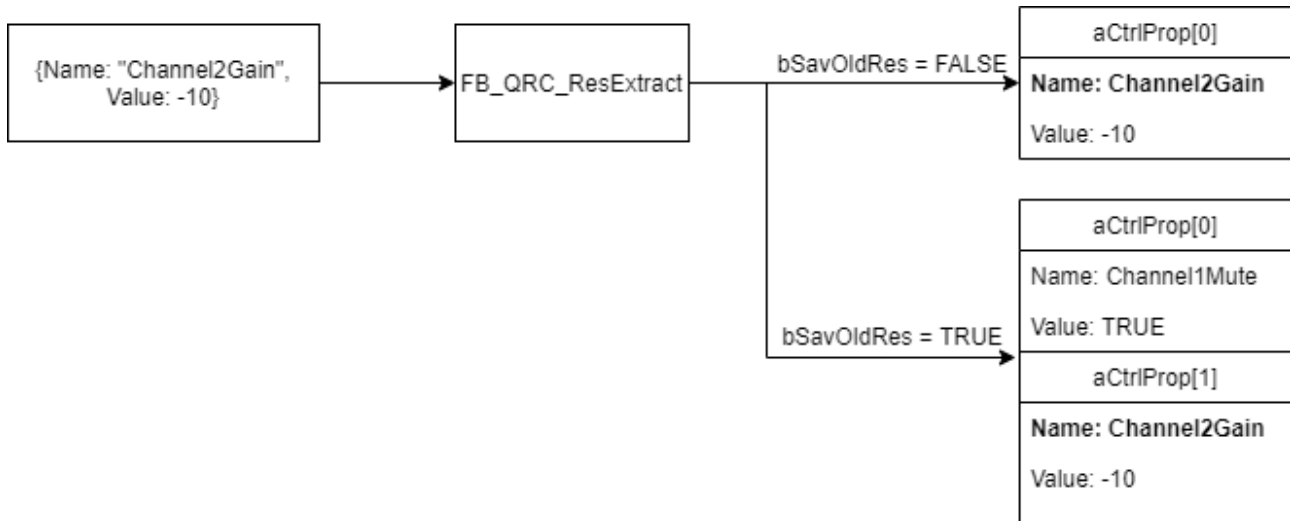 {Name: "Channel2Gain",
Value: -10}
FB_QRC_ResExtract
bSavOldRes = FALSE
aCtrlProp[0]
Name: Channel2Gain
Value: -10
bSavOldRes = TRUE
aCtrlProp[0]
Name: Channel1Mute
Value: TRUE
aCtrlProp[1]
Name: Channel2Gain
Value: -10